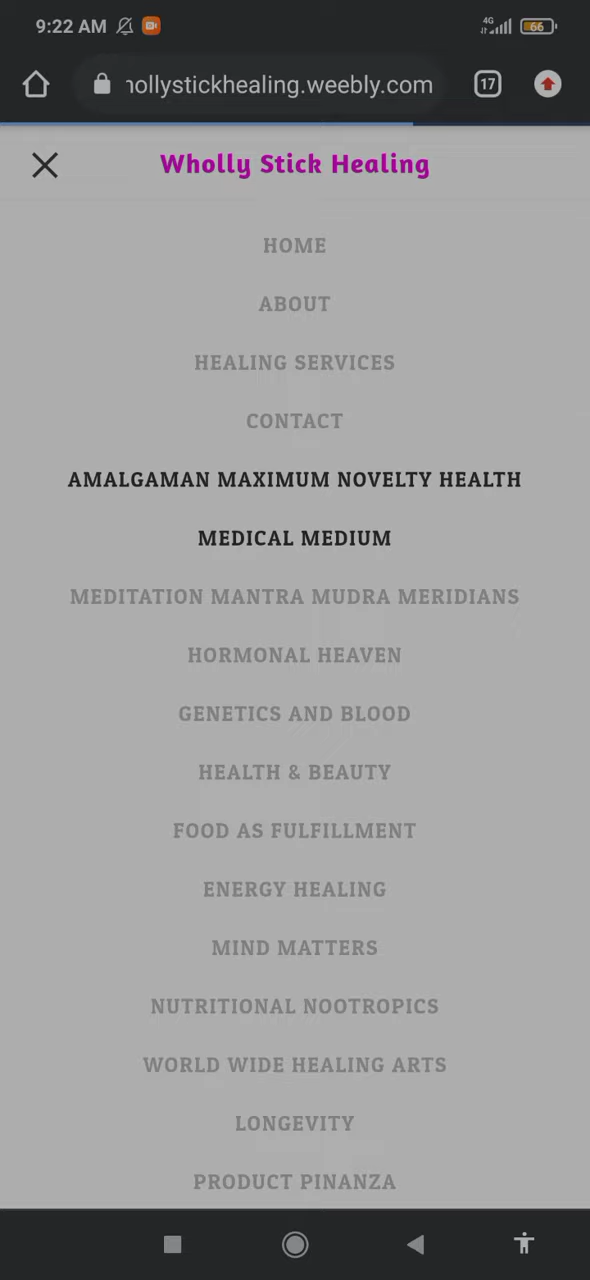 9:22 AM
4G
66
hollystickhealing.weebly.com
17
Wholly Stick Healing
HOME
ABOUT
HEALING SERVICES
CONTACT
AMALGAMAN MAXIMUM NOVELTY HEALTH
MEDICAL MEDIUM
MEDITATION MANTRA MUDRA MERIDIANS
HORMONAL HEAVEN
GENETICS AND BLOOD
HEALTH & BEAUTY
FOOD AS FULFILLMENT
ENERGY HEALING
MIND MATTERS
NUTRITIONAL NOOTROPICS
WORLD WIDE HEALING ARTS
LONGEVITY
PRODUCT PINANZA